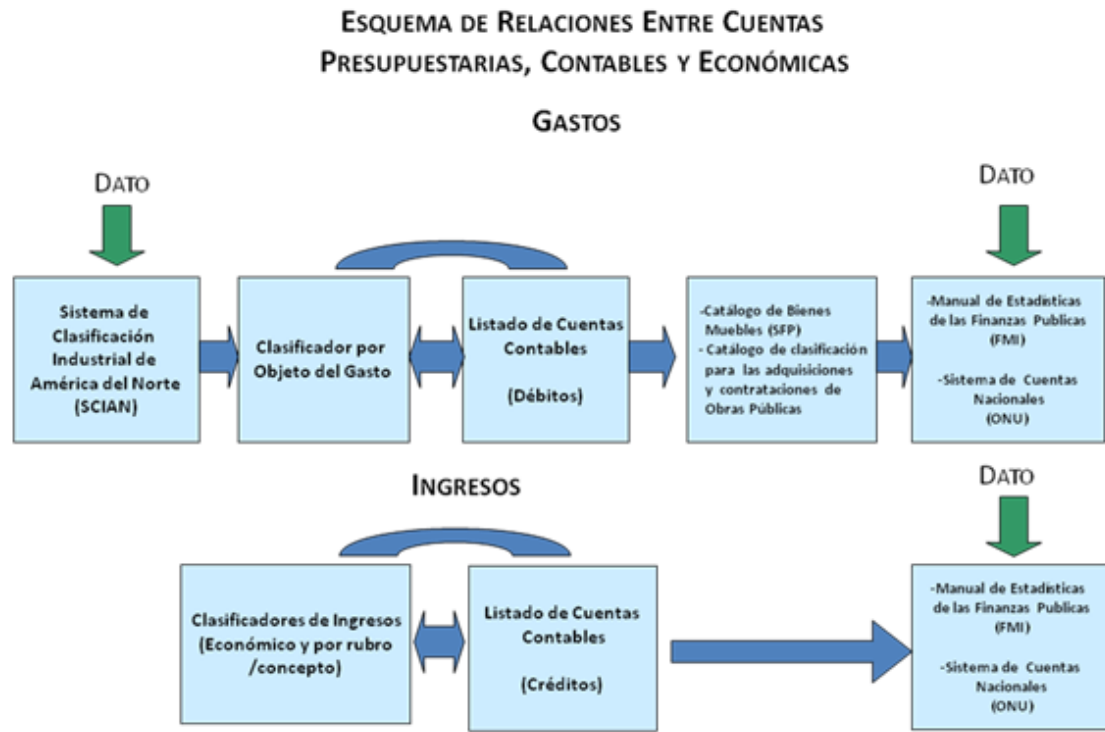 ESQUEMA DE RELACIONES ENTRE CUENTAS
PRESUPUESTARIAS, CONTABLES Y ECONÓMICAS
GASTOS
DATO
DATO
Sistema de
Clasificación
Industrial de
América del Norte
(SCIAN)
Clasificador por
Objeto del Gasto
Listado de Cuentas
Contables
(Débitos)
-Catálogo de Bienes
Muebles (SFP)
- Catálogo de clasificación
para las adquisiciones
y contrataciones de
Obras Públicas
-Manual de Estadísticas
de las Finanzas Publicas
(FMI)
-Sistema de Cuentas
Nacionales
(ONU)
INGRESOS
DATO
Clasificadores de Ingresos
(Económico y por rubro
/concepto)
Listado de Cuentas
Contables
(Créditos)
-Manual de Estadísticas
de las Finanzas Publicas
(FMI)
-Sistema de Cuentas
Nacionales
(ONU)